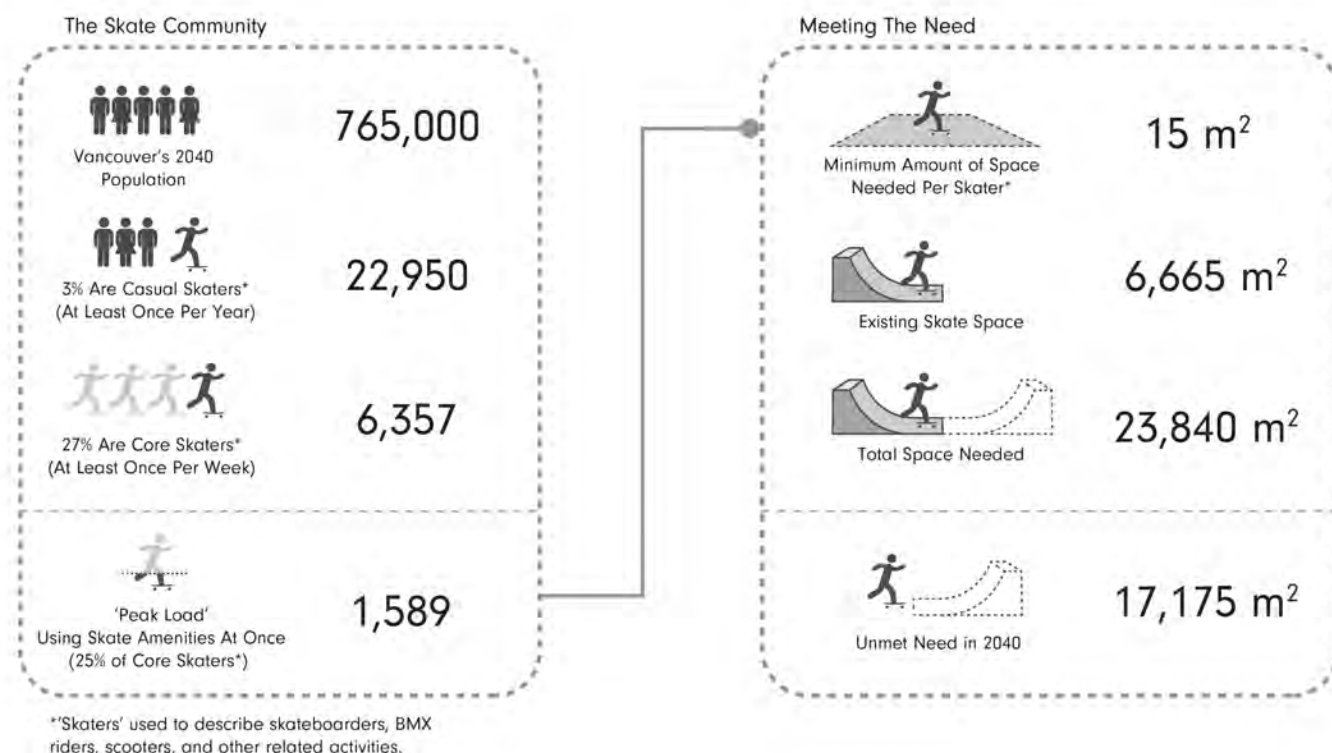 The Skate Community
Vancouver's 2040
Population
765,000
3% Are Casual Skaters*
(At Least Once Per Year)
22,950
27% Are Core Skaters*
(At Least Once Per Week)
6,357
'Peak Load'
Using Skate Amenities At Once
(25% of Core Skaters*)
1,589
*'Skaters' used to describe skateboarders, BMX
riders, scooters, and other related activities.
Meeting The Need
Minimum Amount of Space
Needed Per Skater*
15 m²
Existing Skate Space
6,665 m²
Total Space Needed
23,840 m²
Unmet Need in 2040
17,175 m²